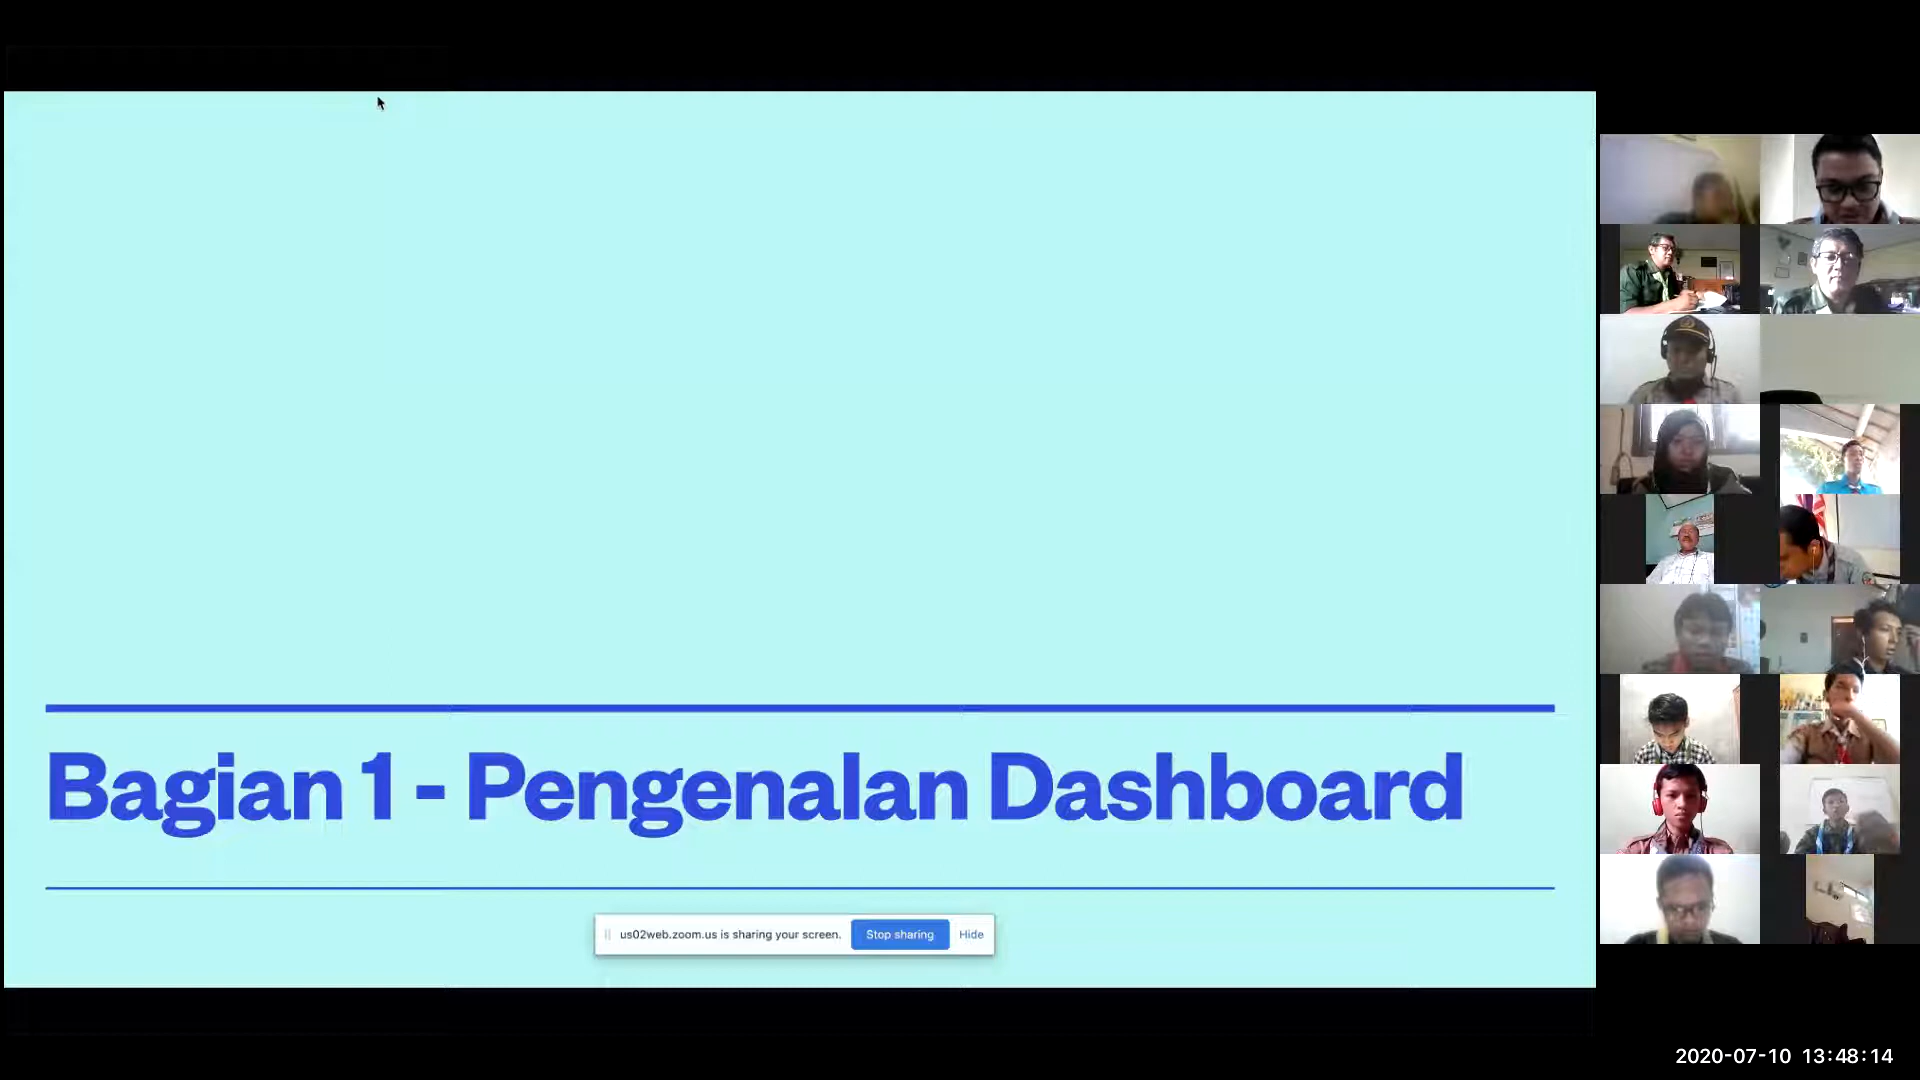 Bagian 1 - Pengenalan Dashboard
us02web.zoom.us is sharing your screen.
Stop sharing
Hide
2020-07-10 13:48:14